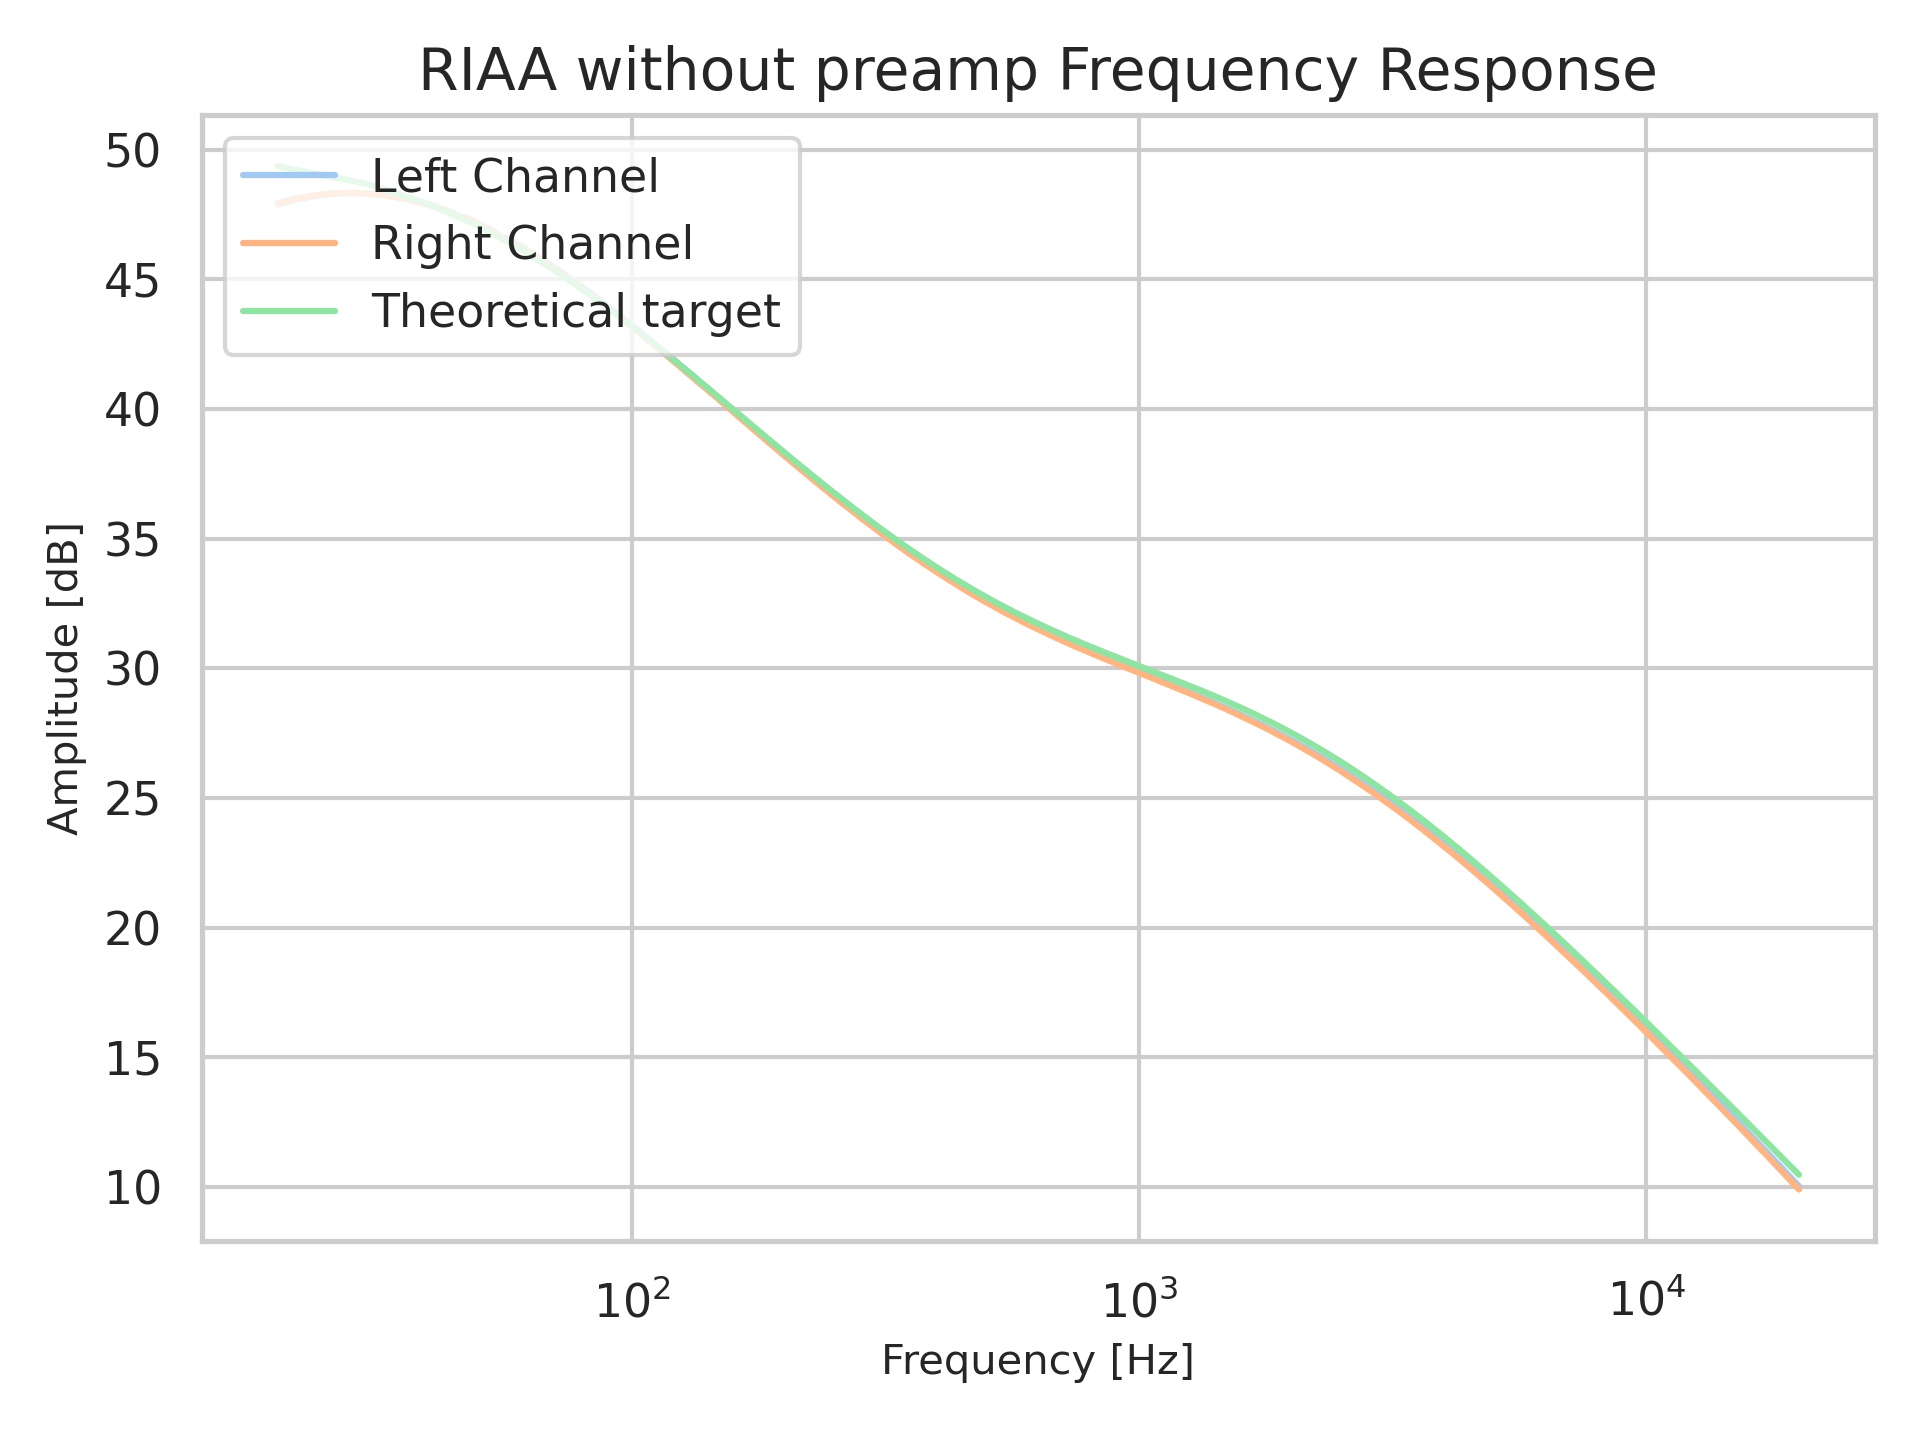 RIAA without preamp Frequency Response
Left Channel
Right Channel
Theoretical target
Amplitude [dB]
50
45
40
35
30
25
20
15
10
10²
10³
10⁴
Frequency [Hz]